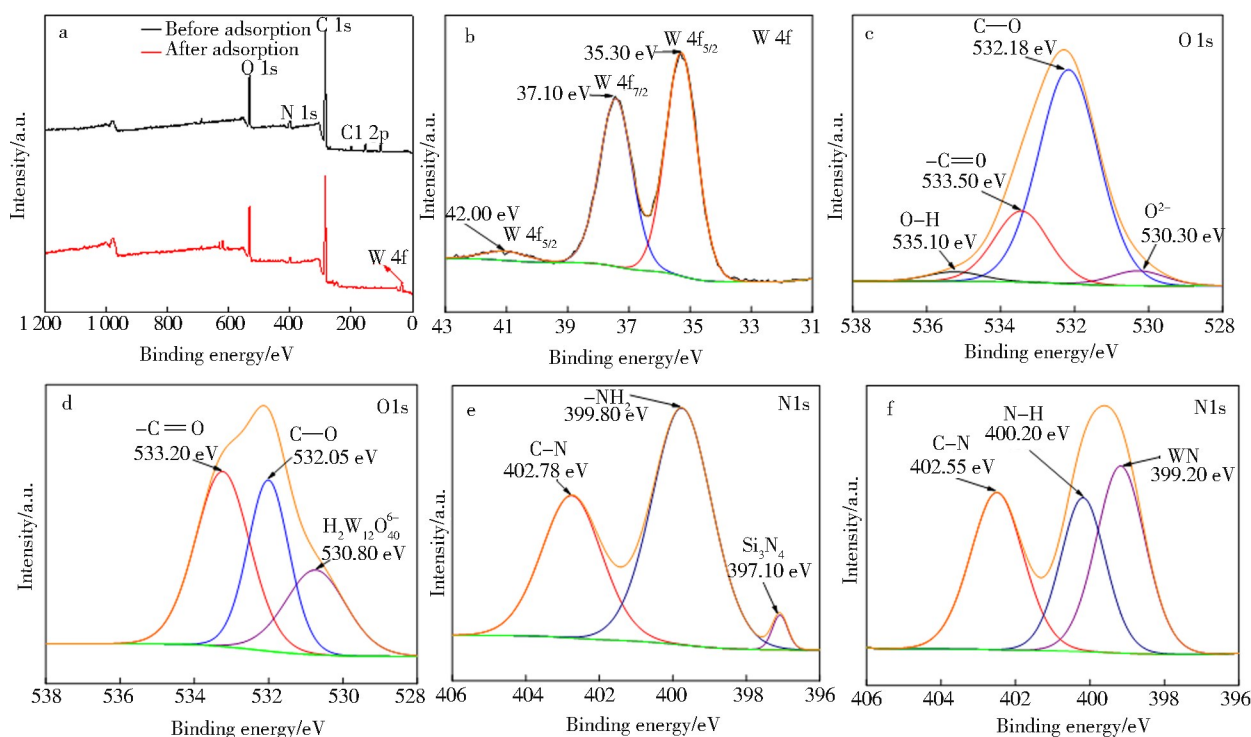 a
Before adsorption
After adsorption
C 1s
O 1s
N 1s
C1 2p
W 4f
Intensity/a.u.
1 200 1 000 800 600 400 200 0
Binding energy/eV
b
W 4f
W 4f5/2
35.30 eV
W 4f7/2
37.10 eV
42.00 eV
W 4f5/2
Intensity/a.u.
43 41 39 37 35 33 31
Binding energy/eV
c
O 1s
C—O
532.18 eV
–C=O
533.50 eV
O–H
535.10 eV
O2−
530.30 eV
Intensity/a.u.
538 536 534 532 530 528
Binding energy/eV
d
O1s
–C=O
533.20 eV
C—O
532.05 eV
H2W12O40 6−
530.80 eV
Intensity/a.u.
538 536 534 532 530 528
Binding energy/eV
e
N1s
–NH2
399.80 eV
C–N
402.78 eV
Si3N4
397.10 eV
Intensity/a.u.
406 404 402 400 398 396
Binding energy/eV
f
N1s
N–H
400.20 eV
C–N
402.55 eV
WN
399.20 eV
Intensity/a.u.
406 404 402 400 398 396
Binding energy/eV